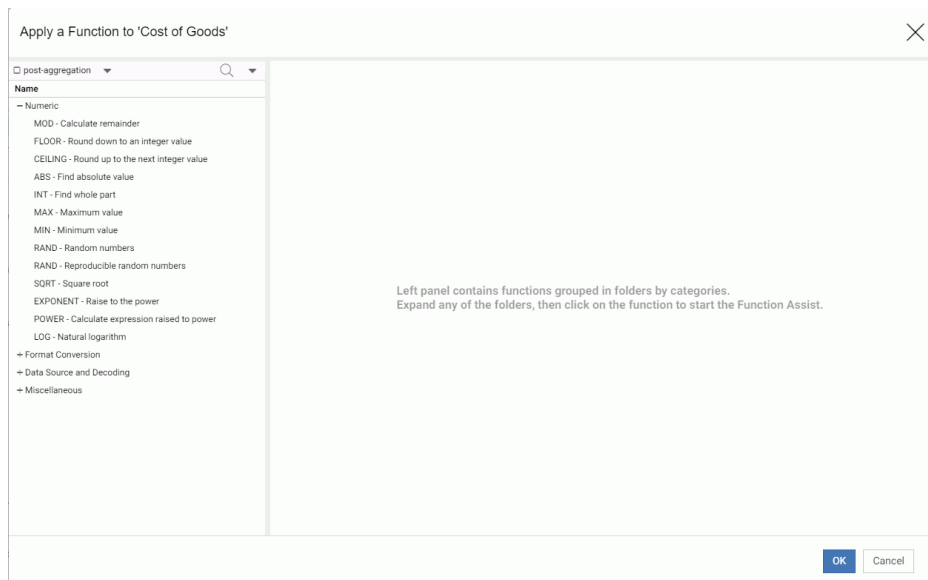 Apply a Function to 'Cost of Goods'
post-aggregation
Name
Numeric
MOD - Calculate remainder
FLOOR - Round down to an integer value
CEILING - Round up to the next integer value
ABS - Find absolute value
INT - Find whole part
MAX - Maximum value
MIN - Minimum value
RAND - Random numbers
RAND - Reproducible random numbers
SQRT - Square root
EXPONENT - Raise to the power
POWER - Calculate expression raised to power
LOG - Natural logarithm
Format Conversion
Data Source and Decoding
Miscellaneous
Left panel contains functions grouped in folders by categories.
Expand any of the folders, then click on the function to start the Function Assist.
OK
Cancel